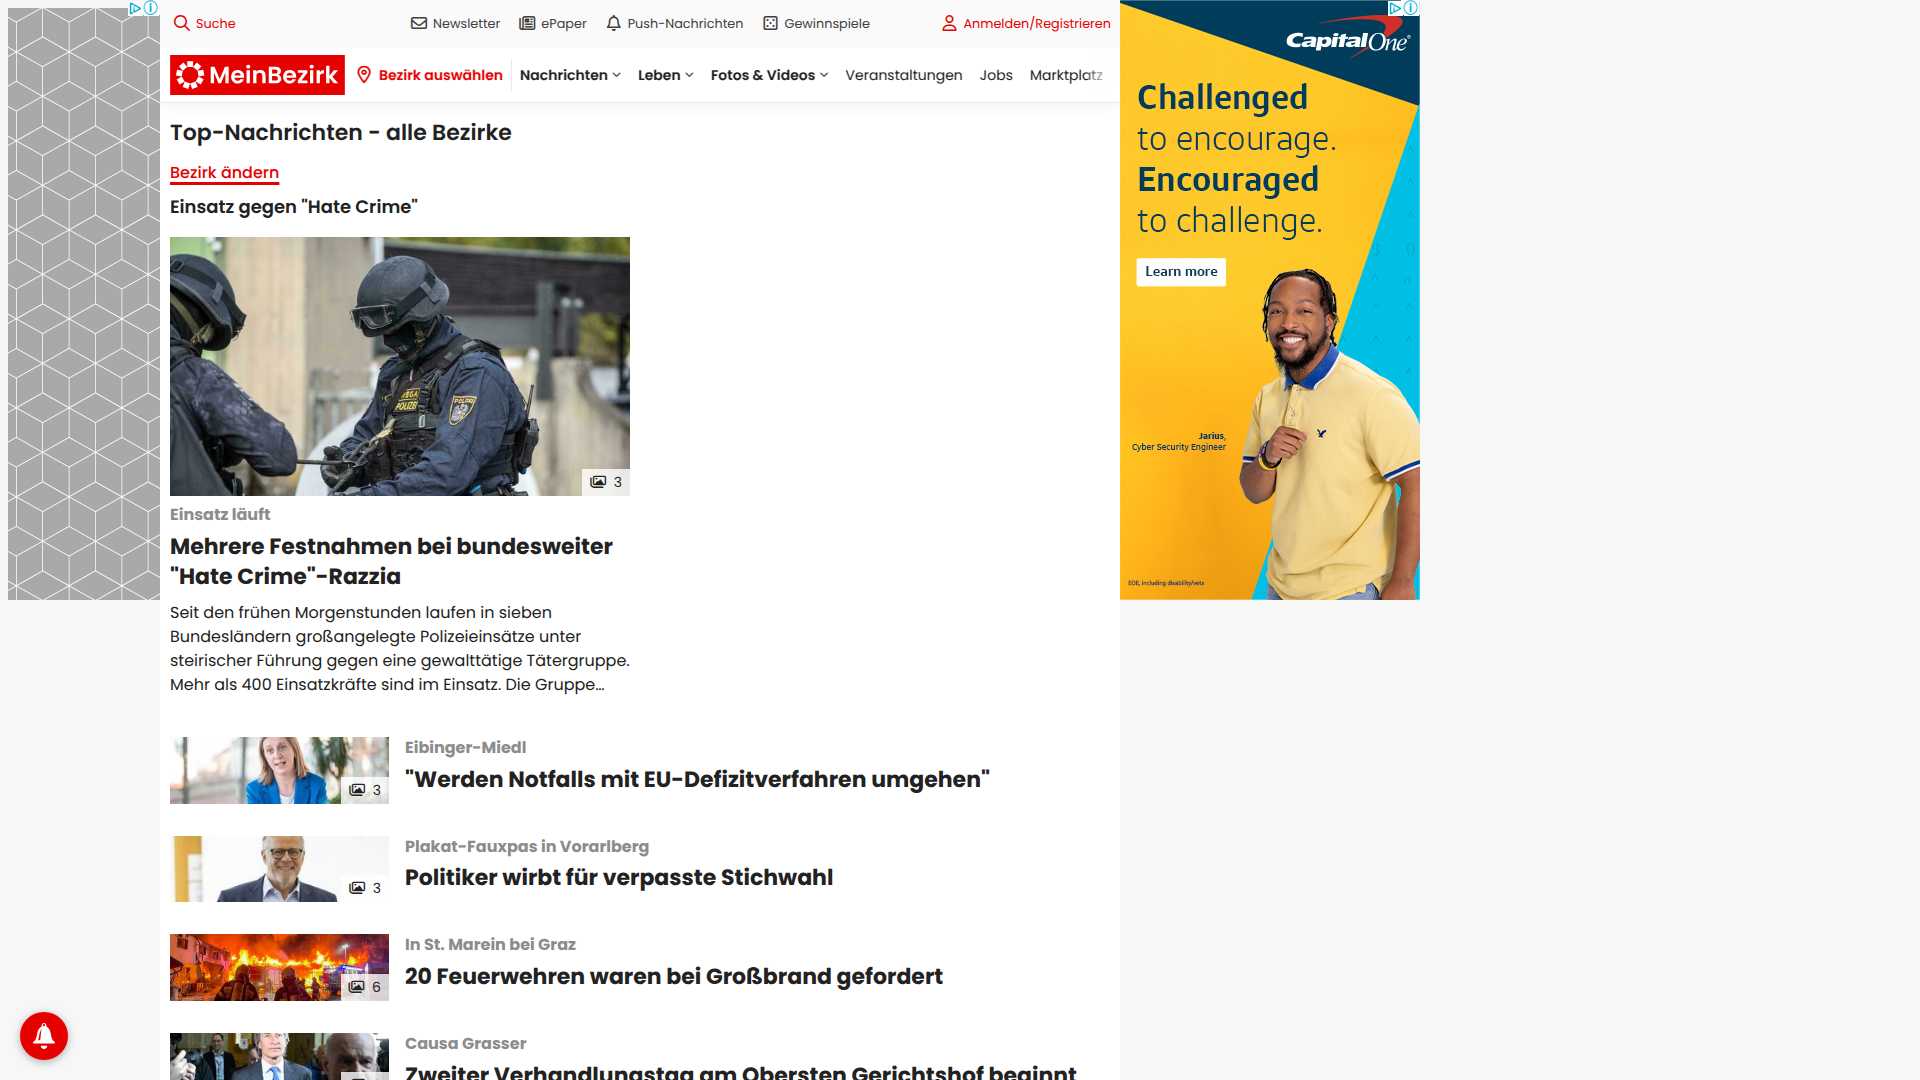 Suche
Newsletter
ePaper
Push-Nachrichten
Gewinnspiele
Anmelden/Registrieren
MeinBezirk
Bezirk auswählen
Nachrichten
Leben
Fotos & Videos
Veranstaltungen
Jobs
Marktplatz
Top-Nachrichten - alle Bezirke
Bezirk ändern
Einsatz gegen "Hate Crime"
POLIZEI
3
Einsatz läuft
Mehrere Festnahmen bei bundesweiter
"Hate Crime"-Razzia
Seit den frühen Morgenstunden laufen in sieben
Bundesländern großangelegte Polizeieinsätze unter
steirischer Führung gegen eine gewalttätige Tätergruppe.
Mehr als 400 Einsatzkräfte sind im Einsatz. Die Gruppe...
3
Eibinger-Miedl
"Werden Notfalls mit EU-Defizitverfahren umgehen"
3
Plakat-Fauxpas in Vorarlberg
Politiker wirbt für verpasste Stichwahl
6
In St. Marein bei Graz
20 Feuerwehren waren bei Großbrand gefordert
Causa Grasser
Zweiter Verhandlungstag am Obersten Gerichtshof beginnt
CapitalOne
Challenged
to encourage.
Encouraged
to challenge.
Learn more
Jarius,
Cyber Security Engineer
EOE, including disability/vets